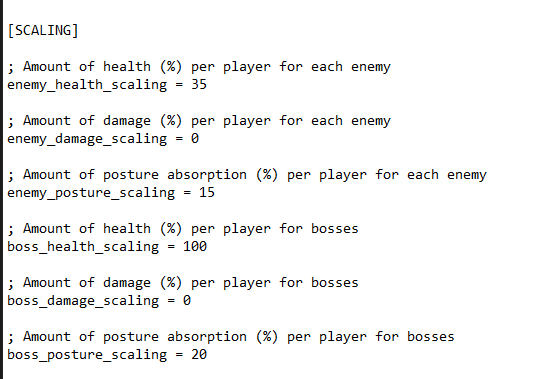 [SCALING]
; Amount of health (%) per player for each enemy
enemy_health_scaling = 35
; Amount of damage (%) per player for each enemy
enemy_damage_scaling = 0
; Amount of posture absorption (%) per player for each enemy
enemy_posture_scaling = 15
; Amount of health (%) per player for bosses
boss_health_scaling = 100
; Amount of damage (%) per player for bosses
boss_damage_scaling = 0
; Amount of posture absorption (%) per player for bosses
boss_posture_scaling = 20